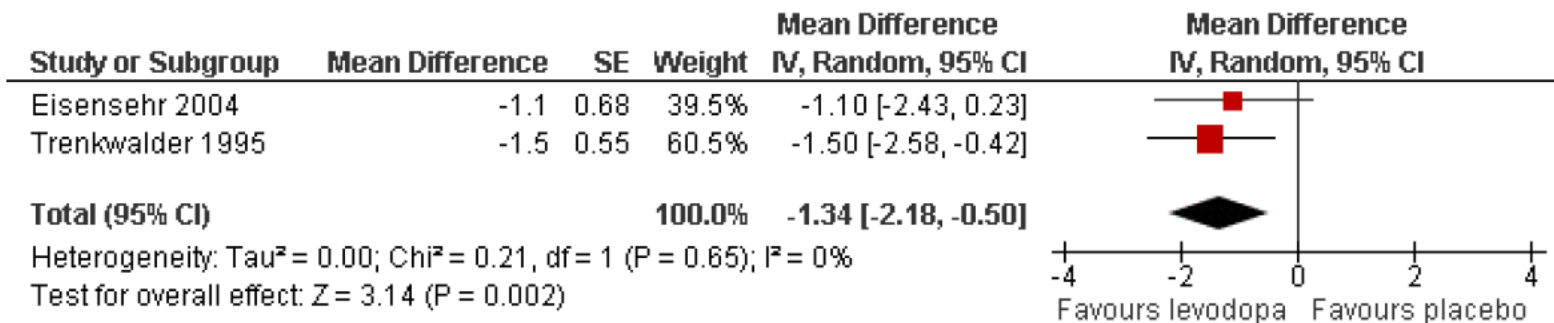 Mean Difference Mean Difference
Study or Subgroup Mean Difference SE Weight IV, Random, 95% CI IV, Random, 95% CI
Eisensehr 2004 -1.1 0.68 39.5% -1.10 [-2.43, 0.23]
Trenkwalder 1995 -1.5 0.55 60.5% -1.50 [-2.58, -0.42]
Total (95% CI) 100.0% -1.34 [-2.18, -0.50]
Heterogeneity: Tau² = 0.00; Chi² = 0.21, df = 1 (P = 0.65); I² = 0%
Test for overall effect: Z = 3.14 (P = 0.002)
-4 -2 0 2 4
Favours levodopa Favours placebo